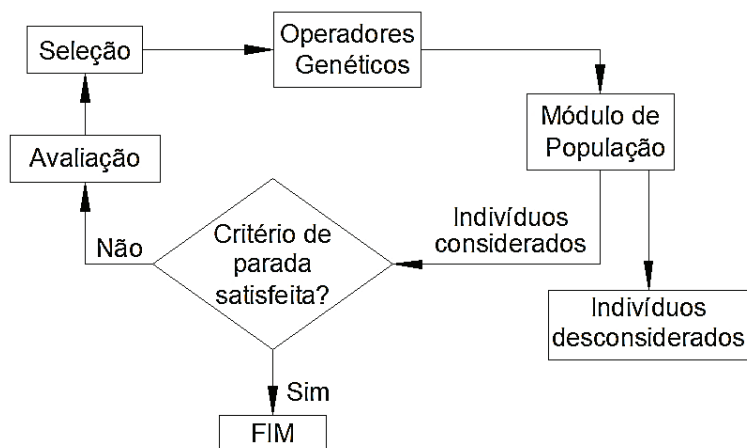 Seleção
Operadores
Genéticos
Módulo de
População
Avaliação
Não
Critério de
parada
satisfeita?
Indivíduos
considerados
Indivíduos
desconsiderados
Sim
FIM